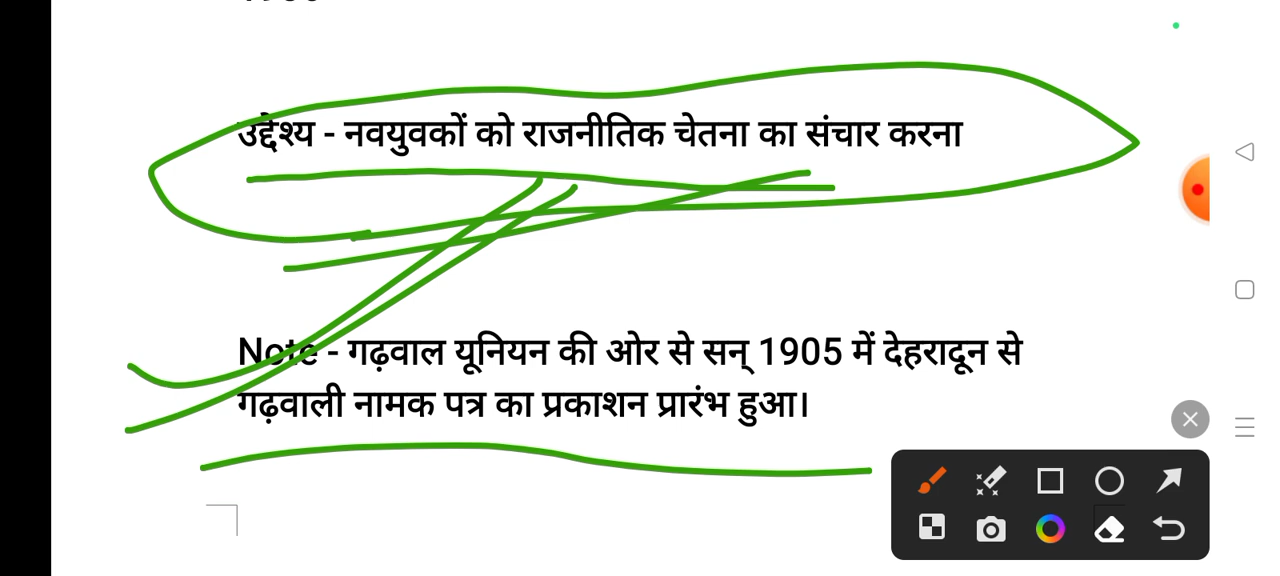 उद्देश्य - नवयुवकों को राजनीतिक चेतना का संचार करना
Note - गढ़वाल यूनियन की ओर से सन् 1905 में देहरादून से
गढ़वाली नामक पत्र का प्रकाशन प्रारंभ हुआ।